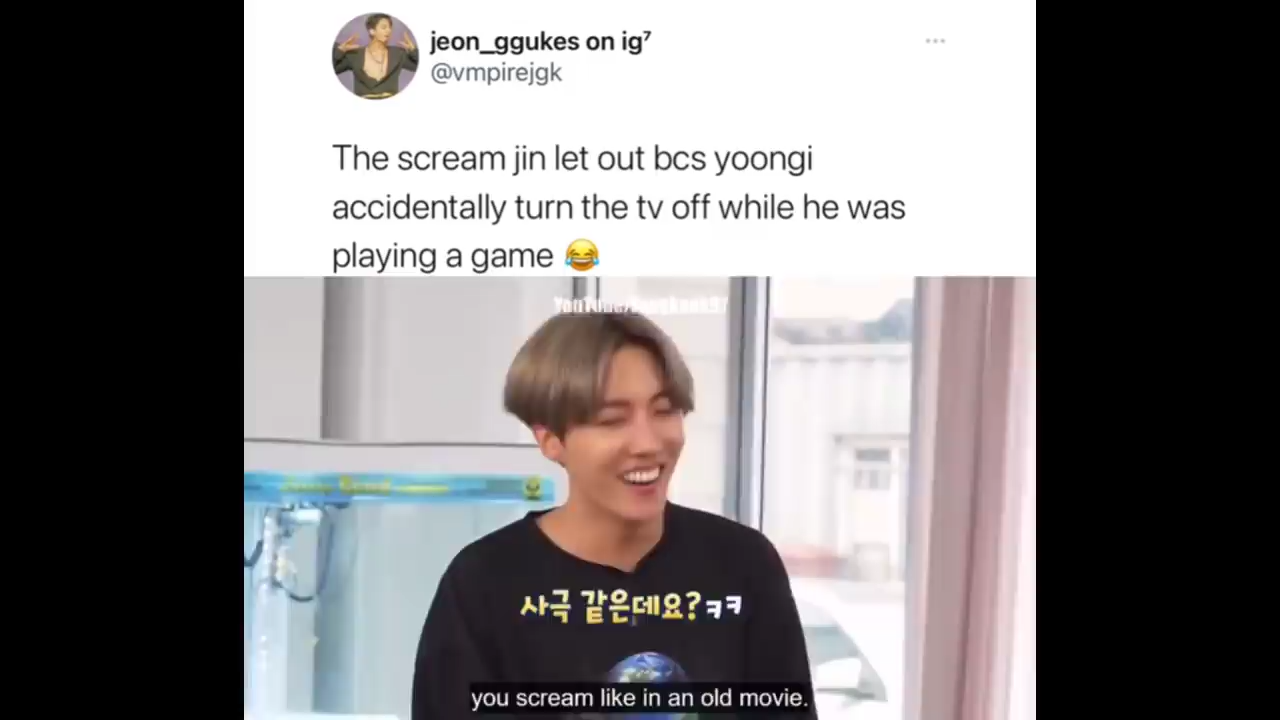 jeon_ggukes on ig⁷
@vmpirejgk
The scream jin let out bcs yoongi
accidentally turn the tv off while he was
playing a game 😂
사극 같은데요?ㅋㅋ
you scream like in an old movie.